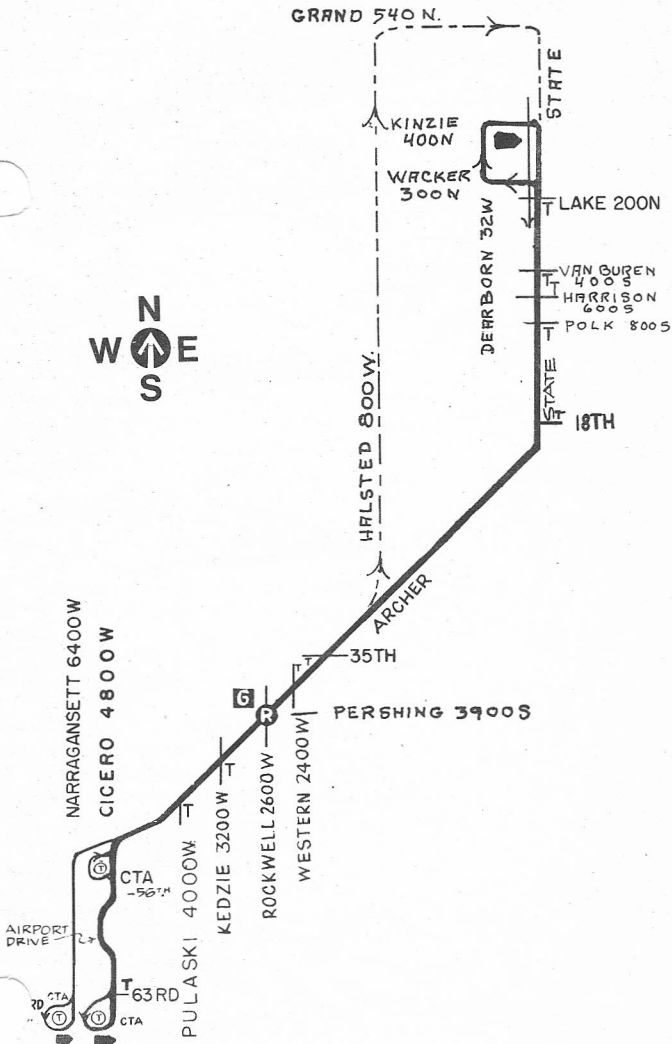 GRAND 540 N.
STATE
KINZIE
400N
WACKER
300N
T LAKE 200N
DEARBORN 32W
VAN BUREN
T 400 S
T HARRISON
600S
T POLK 800S
STATE
T 18TH
N
W E
S
HALSTED 800W.
ARCHER
T T 35TH
G
R
PERSHING 3900S
NARRAGANSETT 6400W
CICERO 4800W
T
T
PULASKI 4000W
KEDZIE 3200W
ROCKWELL 2600W
WESTERN 2400W
T
CTA
-56TH
AIRPORT
DRIVE
T
63RD
RD
CTA
T
T
CTA